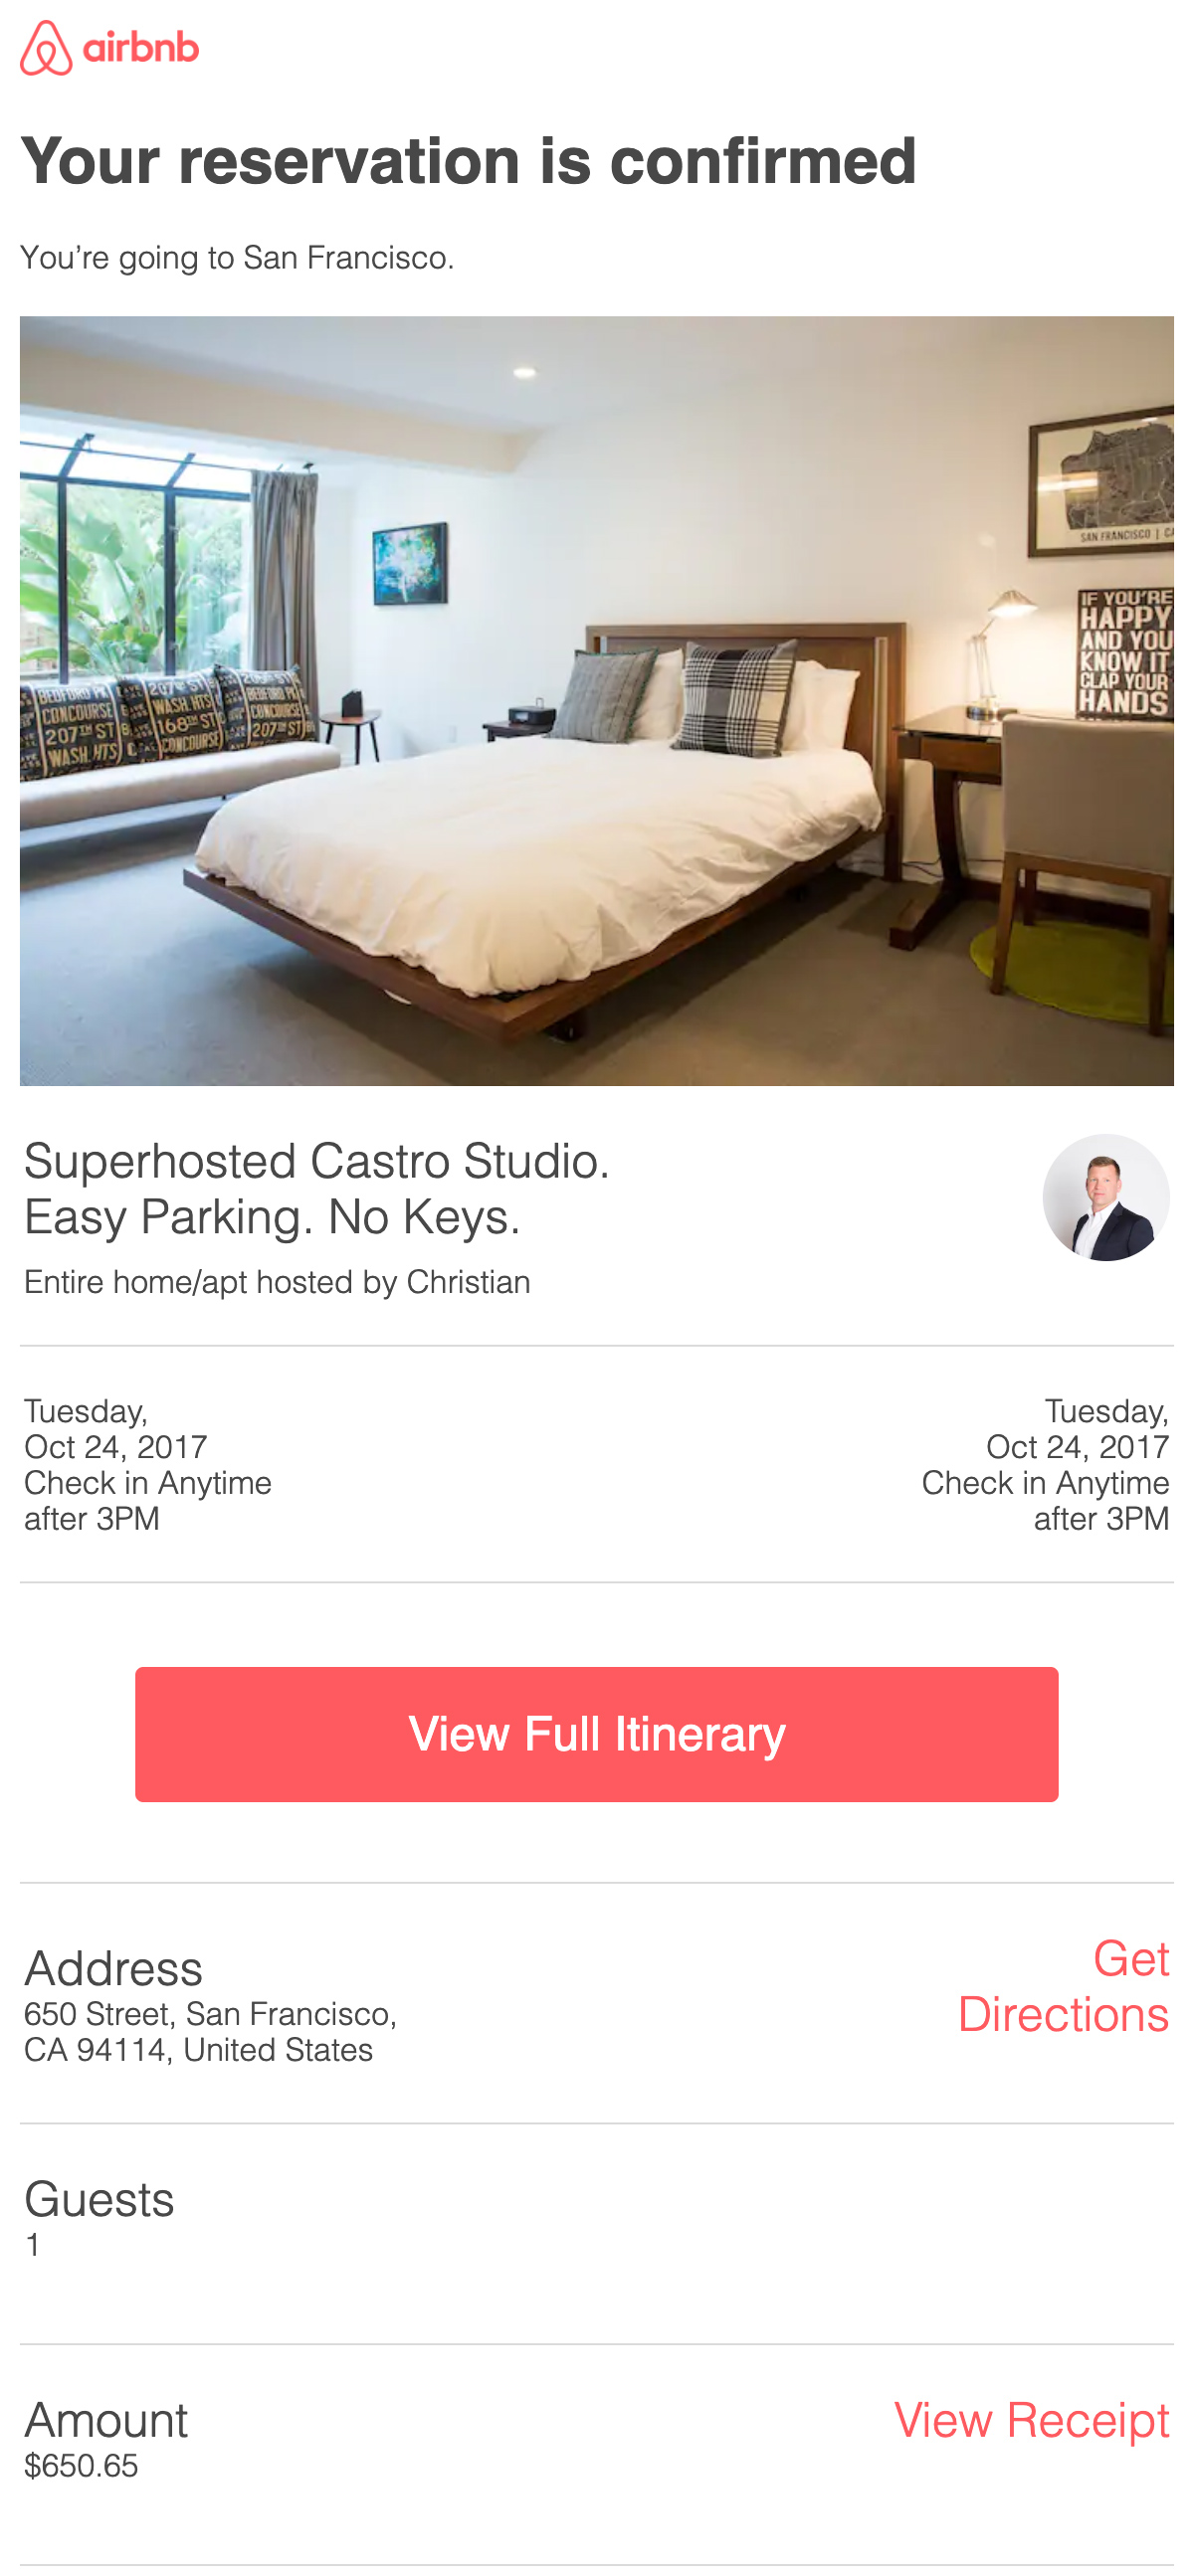 airbnb
Your reservation is confirmed
You’re going to San Francisco.
SAN FRANCISCO |
IF YOU'RE
HAPPY
AND YOU
KNOW IT
CLAP YOUR
HANDS
BEDFORD PK
CONCOURSE
207TH ST
WASH. HTS
207TH ST
WASH. HTS
168TH ST
CONCOURSE
BEDFORD PK
CONCOURSE
207TH ST
Superhosted Castro Studio.
Easy Parking. No Keys.
Entire home/apt hosted by Christian
Tuesday,
Oct 24, 2017
Check in Anytime
after 3PM
Tuesday,
Oct 24, 2017
Check in Anytime
after 3PM
View Full Itinerary
Address
650 Street, San Francisco,
CA 94114, United States
Get
Directions
Guests
1
Amount
$650.65
View Receipt